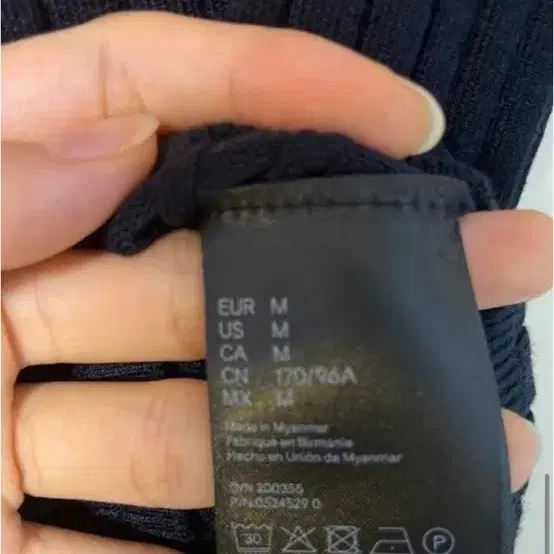 EUR M
US M
CA M
CN 170/96A
MX M
Made in Myanmar
Fabriqué en Birmanie
Hecho en Unión de Myanmar
O/N 200355
P/N:0534529 0
30
P